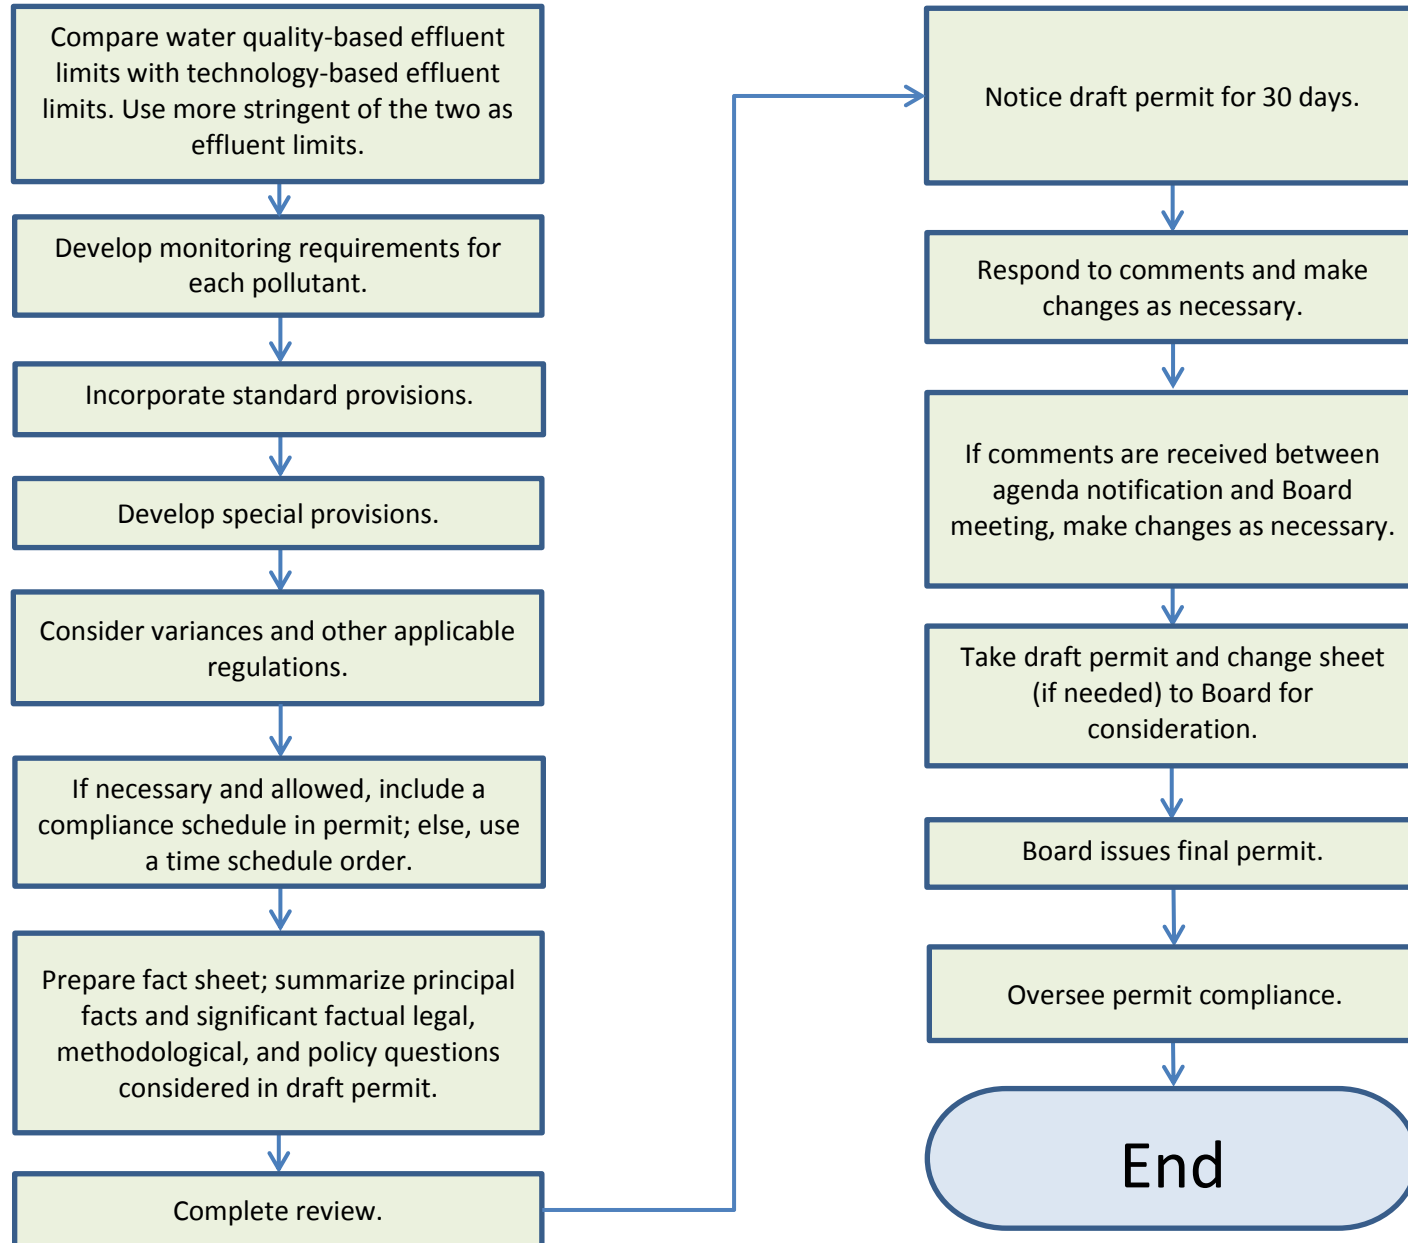 Compare water quality-based effluent
limits with technology-based effluent
limits. Use more stringent of the two as
effluent limits.
Develop monitoring requirements for
each pollutant.
Incorporate standard provisions.
Develop special provisions.
Consider variances and other applicable
regulations.
If necessary and allowed, include a
compliance schedule in permit; else, use
a time schedule order.
Prepare fact sheet; summarize principal
facts and significant factual legal,
methodological, and policy questions
considered in draft permit.
Complete review.
Notice draft permit for 30 days.
Respond to comments and make
changes as necessary.
If comments are received between
agenda notification and Board
meeting, make changes as necessary.
Take draft permit and change sheet
(if needed) to Board for
consideration.
Board issues final permit.
Oversee permit compliance.
End